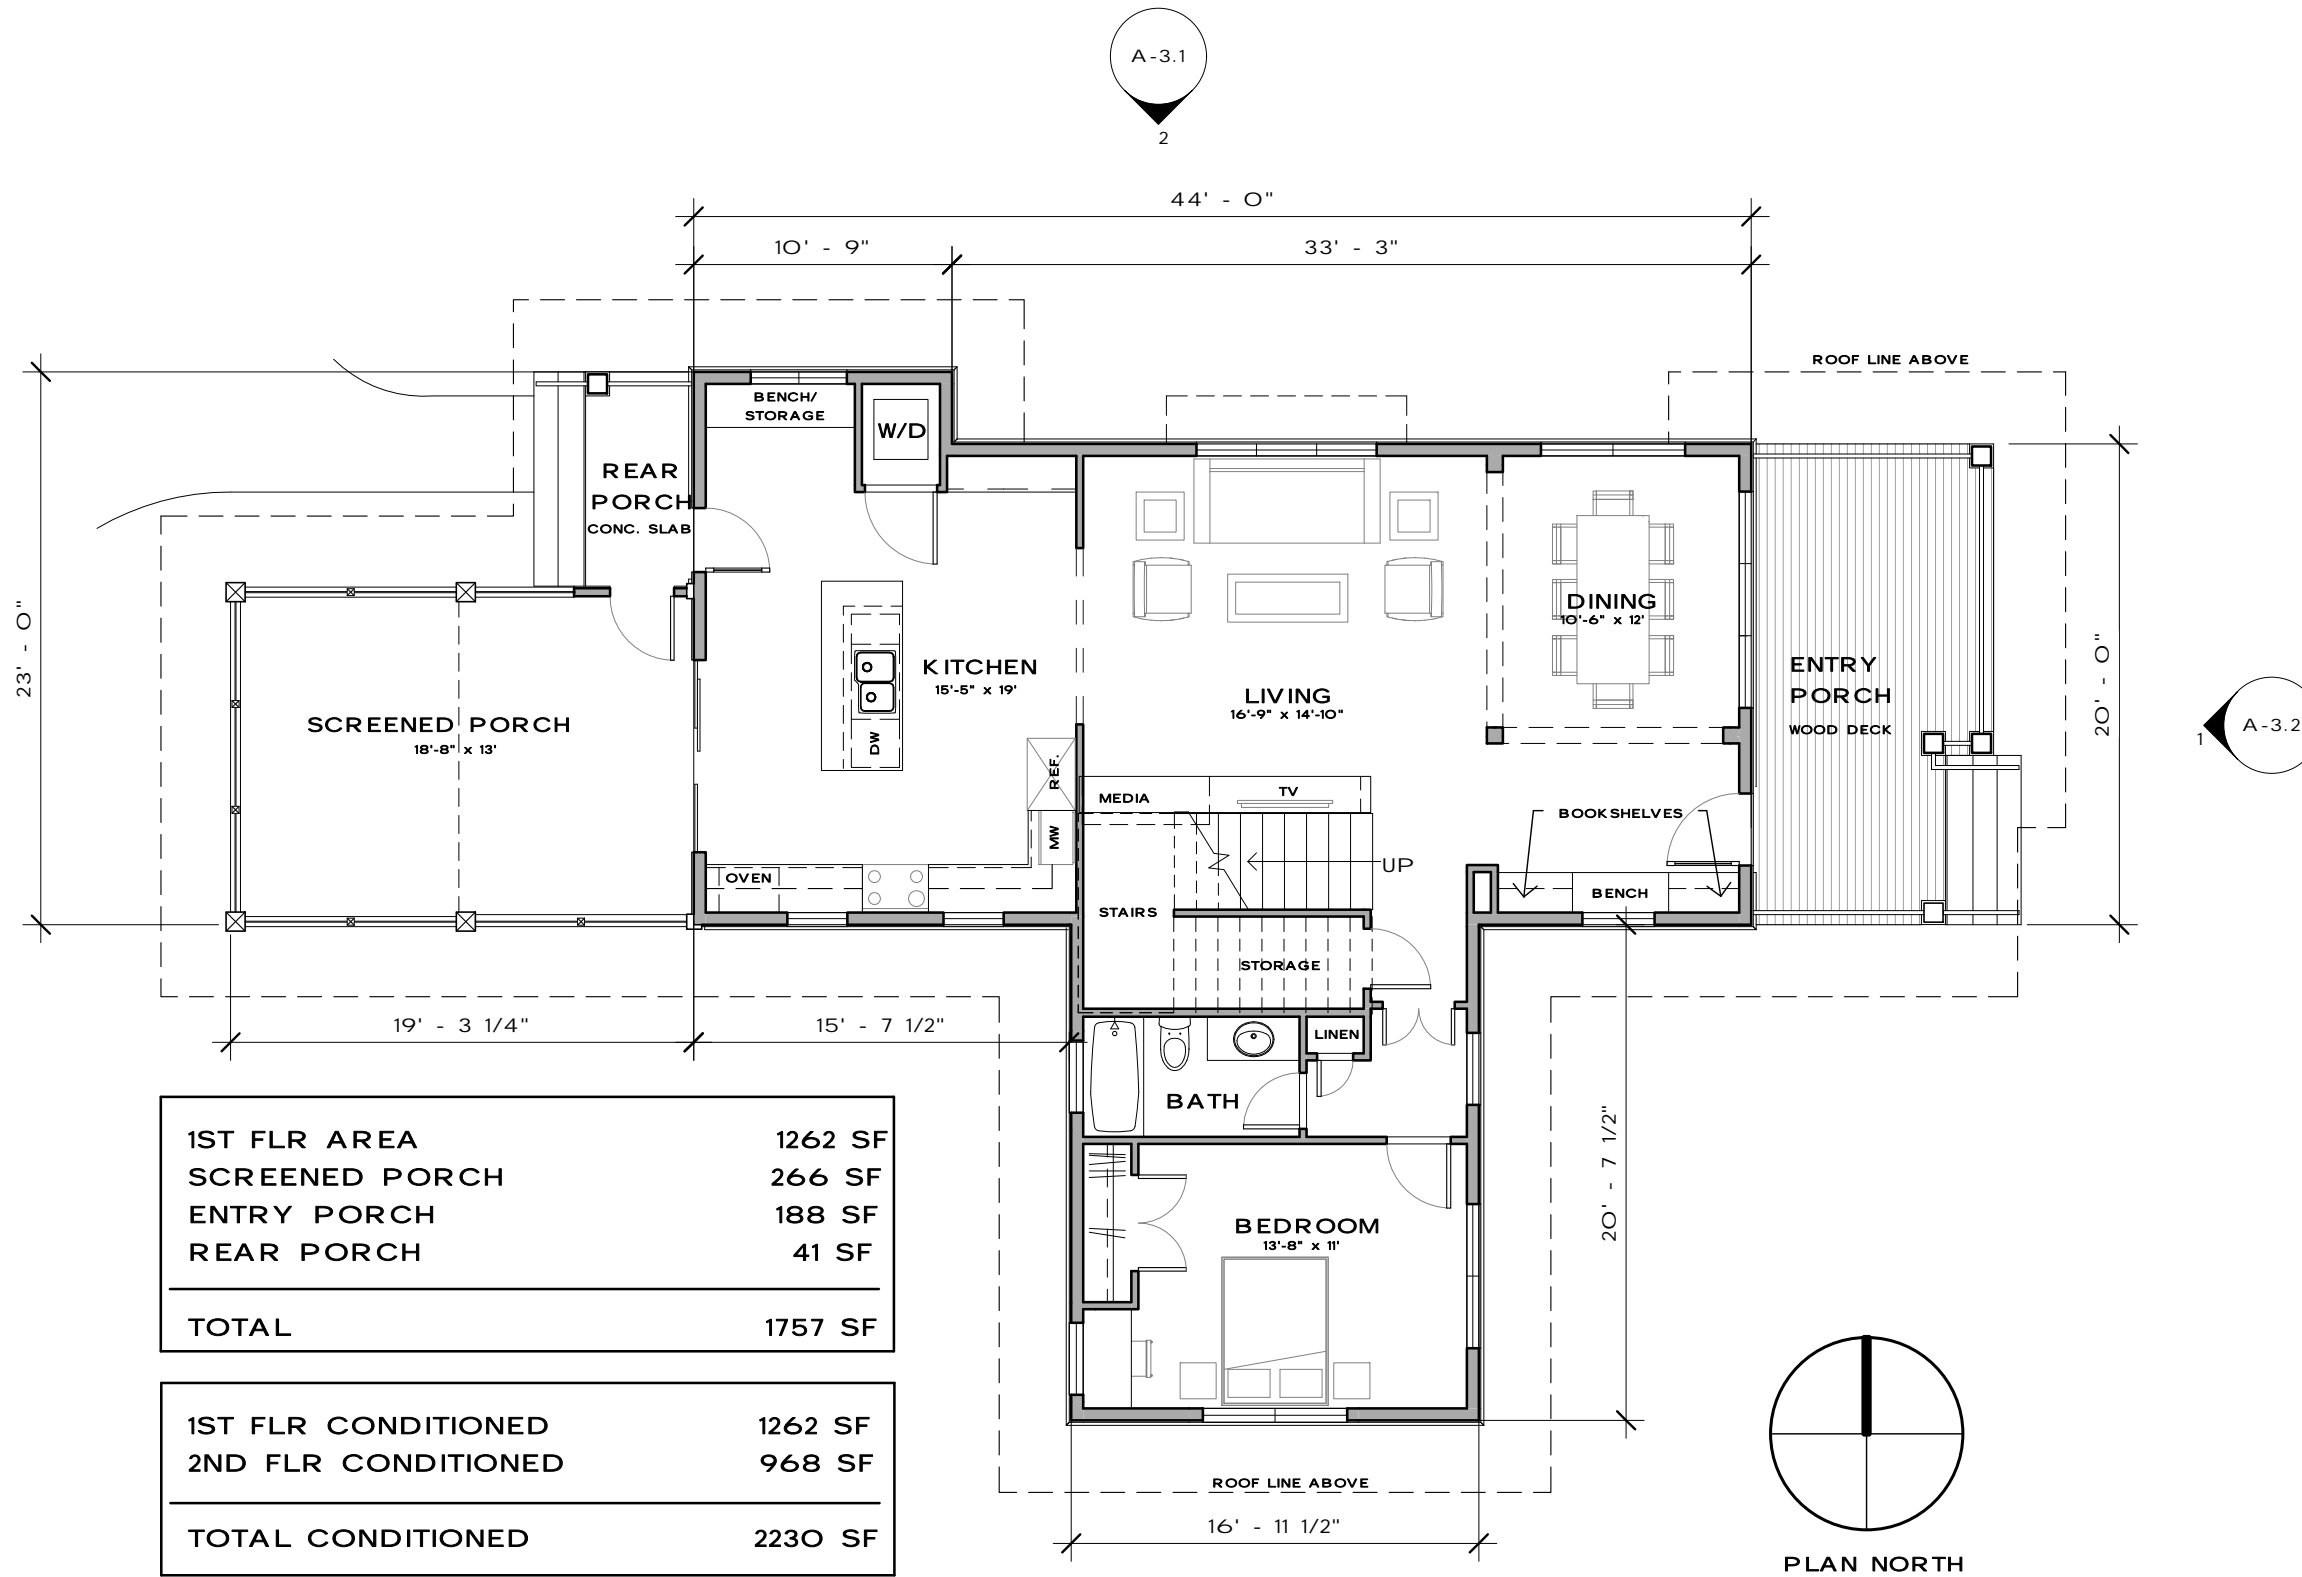 A-3.1
2
44' - 0"
10' - 9"
33' - 3"
ROOF LINE ABOVE
BENCH/
STORAGE
W/D
REAR
PORCH
CONC. SLAB
23' - 0"
SCREENED PORCH
18'-8" x 13'
KITCHEN
15'-5" x 19'
DW
REF.
MW
OVEN
LIVING
16'-9" x 14'-10"
DINING
10'-6" x 12'
ENTRY
PORCH
WOOD DECK
20' - 0"
1
A-3.2
MEDIA
TV
BOOKSHELVES
UP
BENCH
STAIRS
STORAGE
19' - 3 1/4"
15' - 7 1/2"
LINEN
BATH
20' - 7 1/2"
BEDROOM
13'-8" x 11'
1ST FLR AREA 1262 SF
SCREENED PORCH 266 SF
ENTRY PORCH 188 SF
REAR PORCH 41 SF
TOTAL 1757 SF
1ST FLR CONDITIONED 1262 SF
2ND FLR CONDITIONED 968 SF
TOTAL CONDITIONED 2230 SF
ROOF LINE ABOVE
16' - 11 1/2"
PLAN NORTH